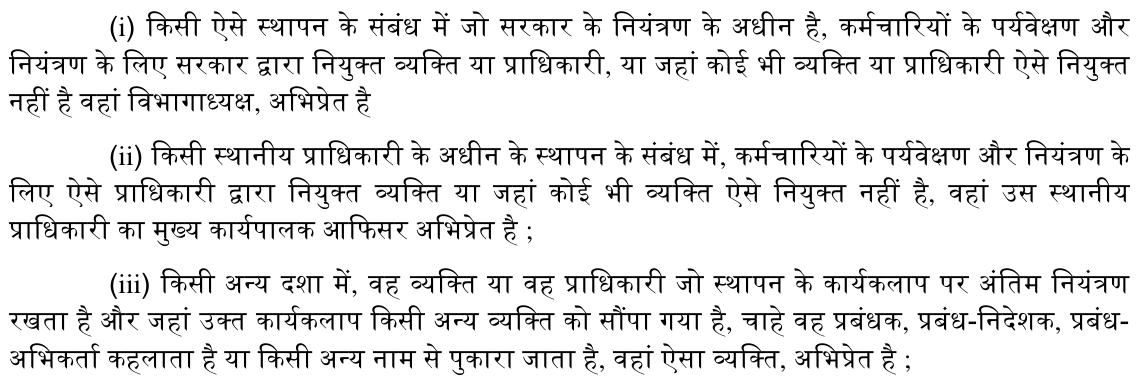 (i) किसी ऐसे स्थापन के संबंध में जो सरकार के नियंत्रण के अधीन है, कर्मचारियों के पर्यवेक्षण और
नियंत्रण के लिए सरकार द्वारा नियुक्त व्यक्ति या प्राधिकारी, या जहां कोई भी व्यक्ति या प्राधिकारी ऐसे नियुक्त
नहीं है वहां विभागाध्यक्ष, अभिप्रेत है
(ii) किसी स्थानीय प्राधिकारी के अधीन के स्थापन के संबंध में, कर्मचारियों के पर्यवेक्षण और नियंत्रण के
लिए ऐसे प्राधिकारी द्वारा नियुक्त व्यक्ति या जहां कोई भी व्यक्ति ऐसे नियुक्त नहीं है, वहां उस स्थानीय
प्राधिकारी का मुख्य कार्यपालक आफिसर अभिप्रेत है ;
(iii) किसी अन्य दशा में, वह व्यक्ति या वह प्राधिकारी जो स्थापन के कार्यकलाप पर अंतिम नियंत्रण
रखता है और जहां उक्त कार्यकलाप किसी अन्य व्यक्ति को सौंपा गया है, चाहे वह प्रबंधक, प्रबंध-निदेशक, प्रबंध-
अभिकर्ता कहलाता है या किसी अन्य नाम से पुकारा जाता है, वहां ऐसा व्यक्ति, अभिप्रेत है ;